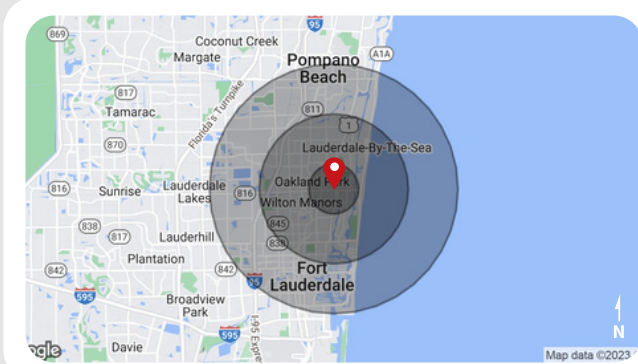 95
869
Coconut Creek
A1A
Margate
Pompano
Beach
817
811
Tamarac
Florida's Turnpike
1
870
Lauderdale-By-The-Sea
Oakland Park
816
Sunrise
Lauderdale
Lakes
816
Wilton Manors
838
845
817
Lauderhill
838
Plantation
842
842
Fort
Lauderdale
95
595
Broadview
Park
595
I-95 Expre
Davie
ogle
N
Map data ©2023